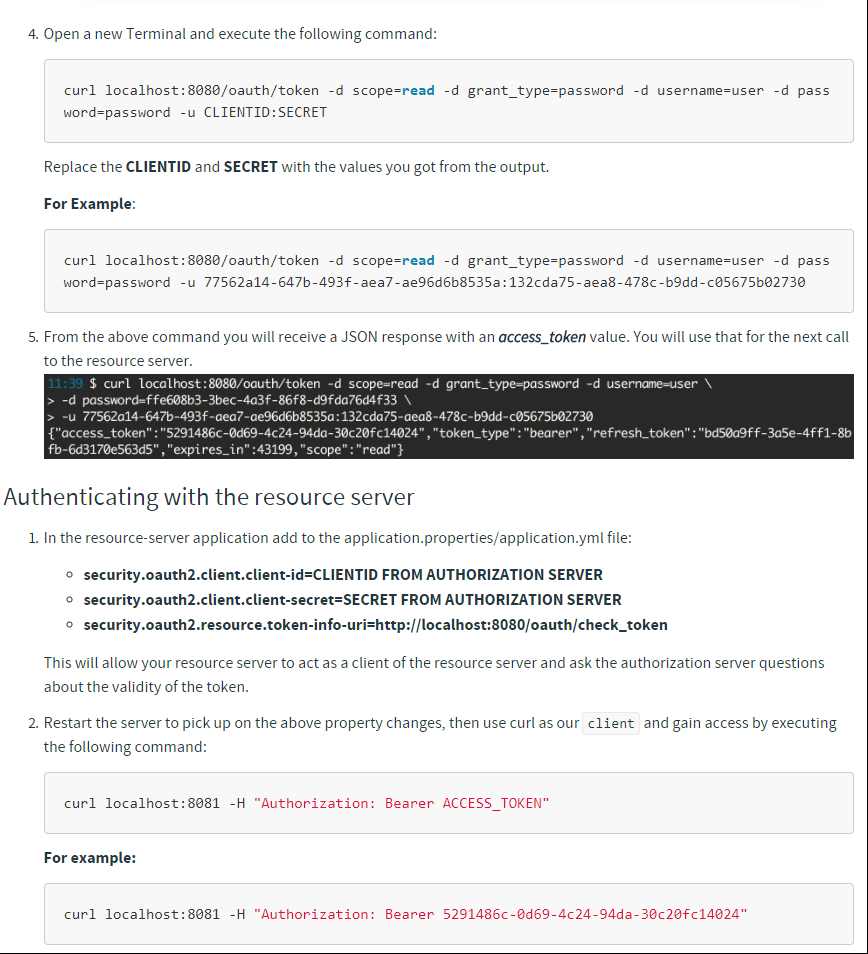 4. Open a new Terminal and execute the following command:
curl localhost:8080/oauth/token -d scope=read -d grant_type=password -d username=user -d pass
word=password -u CLIENTID:SECRET
Replace the CLIENTID and SECRET with the values you got from the output.
For Example:
curl localhost:8080/oauth/token -d scope=read -d grant_type=password -d username=user -d pass
word=password -u 77562a14-647b-493f-aea7-ae96d6b8535a:132cda75-aea8-478c-b9dd-c05675b02730
5. From the above command you will receive a JSON response with an access_token value. You will use that for the next call
to the resource server.
11:39 $ curl localhost:8080/oauth/token -d scope=read -d grant_type=password -d username=user \
> -d password=ffe608b3-3bec-4a3f-86f8-d9fda76d4f33 \
> -u 77562a14-647b-493f-aea7-ae96d6b8535a:132cda75-aea8-478c-b9dd-c05675b02730
{"access_token":"5291486c-0d69-4c24-94da-30c20fc14024","token_type":"bearer","refresh_token":"bd50a9ff-3a5e-4ff1-8b
fb-6d3170e563d5","expires_in":43199,"scope":"read"}
Authenticating with the resource server
1. In the resource-server application add to the application.properties/application.yml file:
○ security.oauth2.client.client-id=CLIENTID FROM AUTHORIZATION SERVER
○ security.oauth2.client.client-secret=SECRET FROM AUTHORIZATION SERVER
○ security.oauth2.resource.token-info-uri=http://localhost:8080/oauth/check_token
This will allow your resource server to act as a client of the resource server and ask the authorization server questions
about the validity of the token.
2. Restart the server to pick up on the above property changes, then use curl as our client and gain access by executing
the following command:
curl localhost:8081 -H "Authorization: Bearer ACCESS_TOKEN"
For example:
curl localhost:8081 -H "Authorization: Bearer 5291486c-0d69-4c24-94da-30c20fc14024"